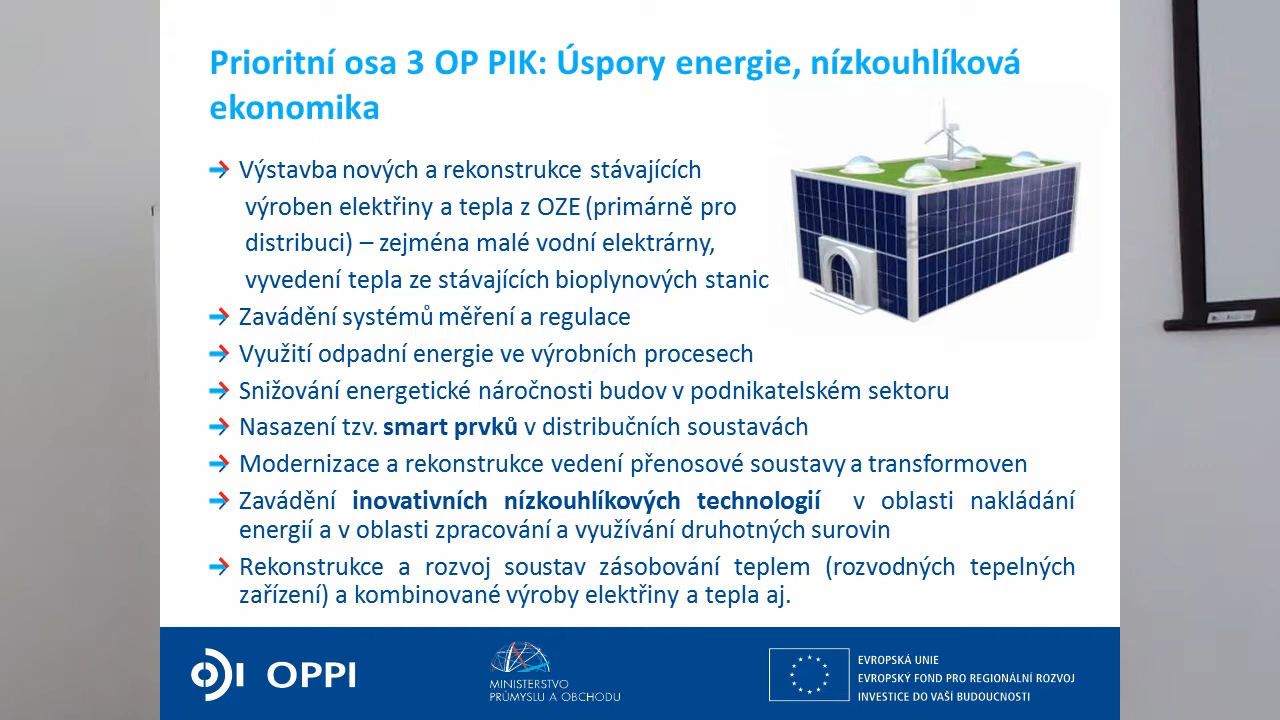 Prioritní osa 3 OP PIK: Úspory energie, nízkouhlíková
ekonomika
Výstavba nových a rekonstrukce stávajících
výroben elektřiny a tepla z OZE (primárně pro
distribuci) – zejména malé vodní elektrárny,
vyvedení tepla ze stávajících bioplynových stanic
Zavádění systémů měření a regulace
Využití odpadní energie ve výrobních procesech
Snižování energetické náročnosti budov v podnikatelském sektoru
Nasazení tzv. smart prvků v distribučních soustavách
Modernizace a rekonstrukce vedení přenosové soustavy a transformoven
Zavádění inovativních nízkouhlíkových technologií v oblasti nakládání
energií a v oblasti zpracování a využívání druhotných surovin
Rekonstrukce a rozvoj soustav zásobování teplem (rozvodných tepelných
zařízení) a kombinované výroby elektřiny a tepla aj.
OPPI
MINISTERSTVO
PRŮMYSLU A OBCHODU
EVROPSKÁ UNIE
EVROPSKÝ FOND PRO REGIONÁLNÍ ROZVOJ
INVESTICE DO VAŠÍ BUDOUCNOSTI